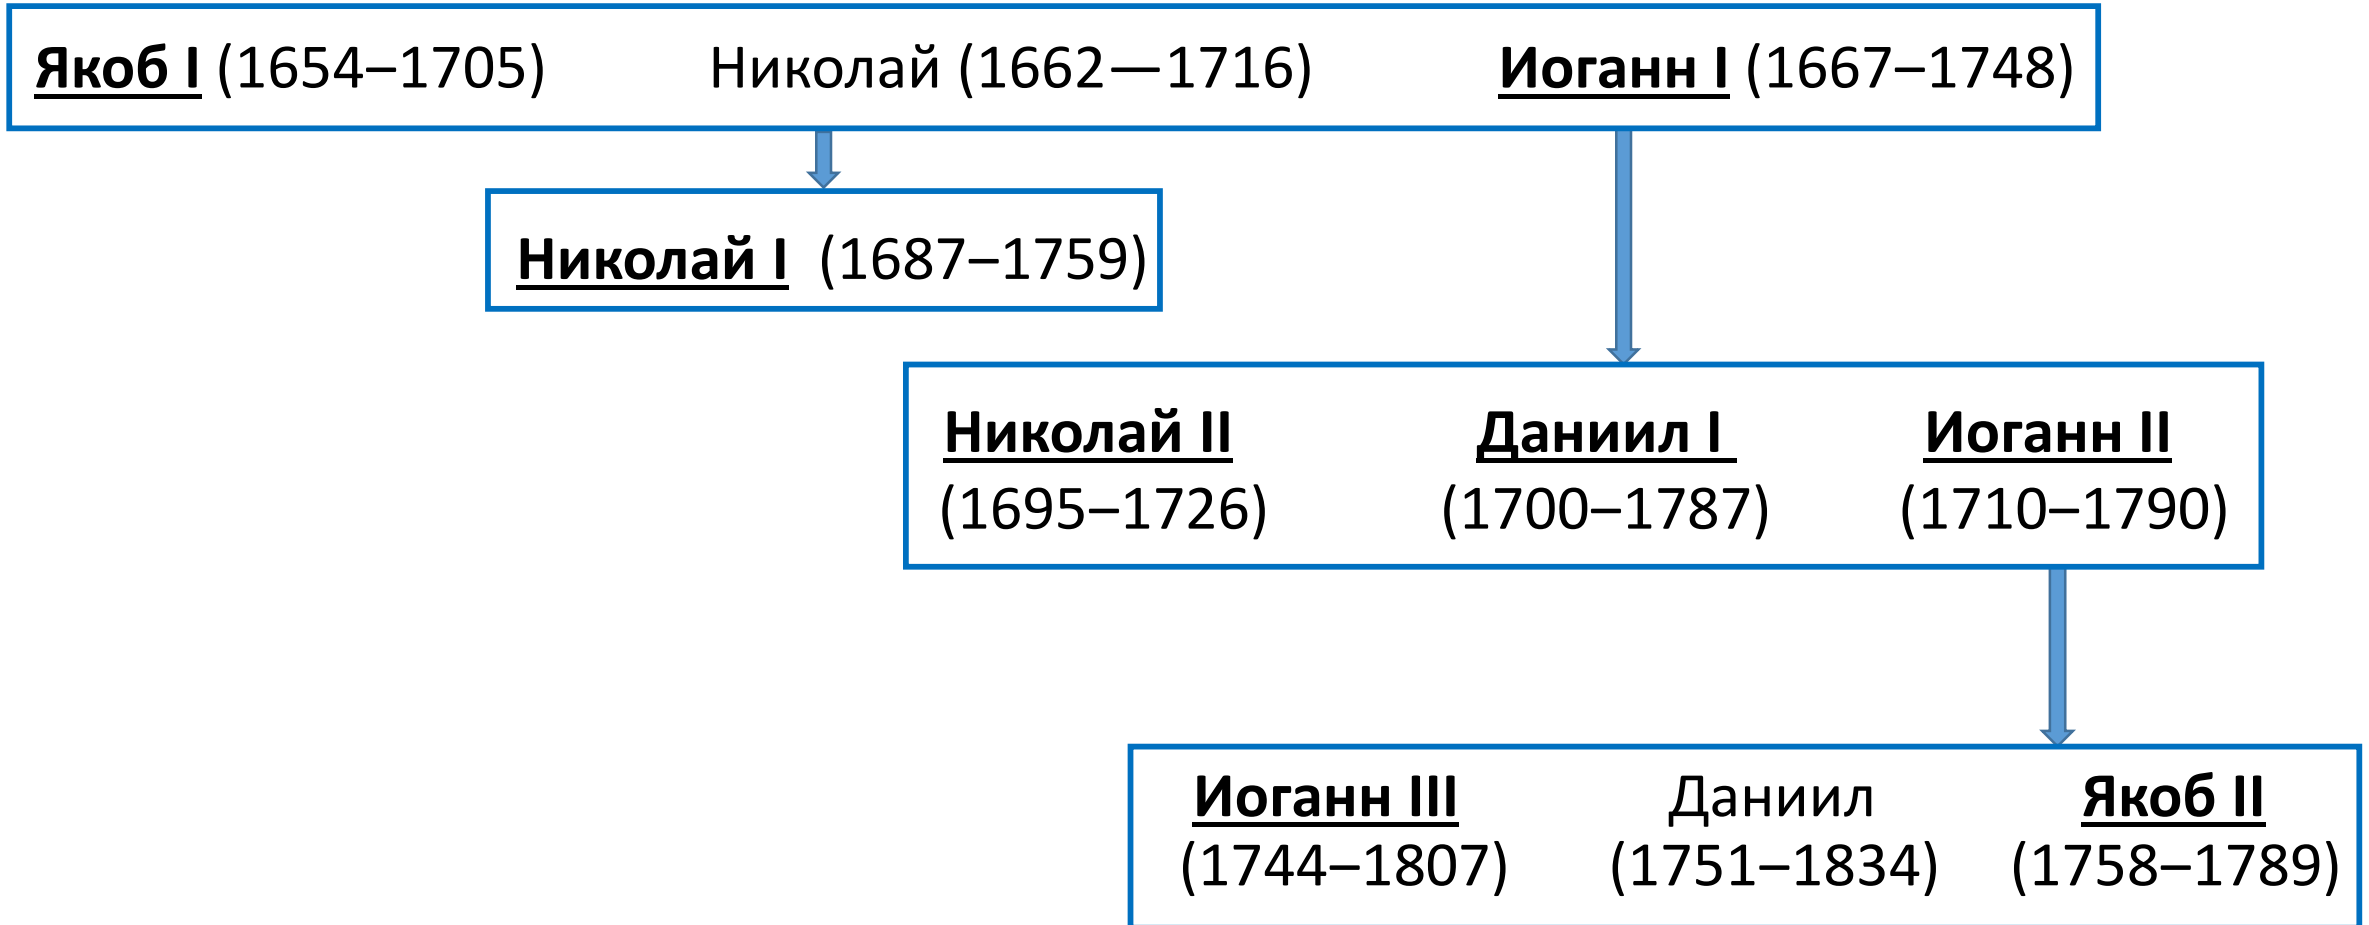 Якоб I (1654–1705) Николай (1662—1716) Иоганн I (1667–1748)
Николай I (1687–1759)
Николай II Даниил I Иоганн II
(1695–1726) (1700–1787) (1710–1790)
Иоганн III Даниил Якоб II
(1744–1807) (1751–1834) (1758–1789)